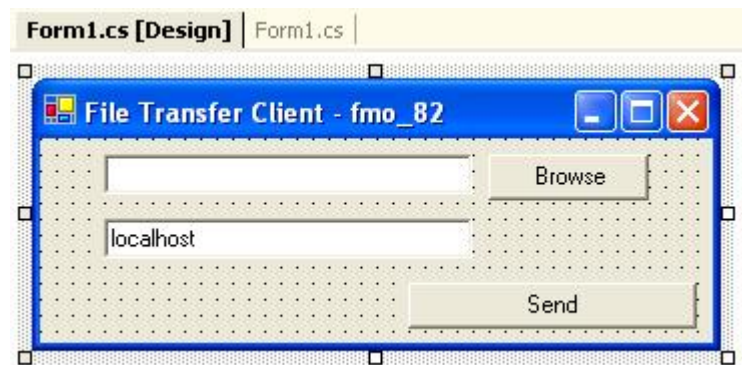 Form1.cs [Design] Form1.cs
File Transfer Client - fmo_82
Browse
localhost
Send